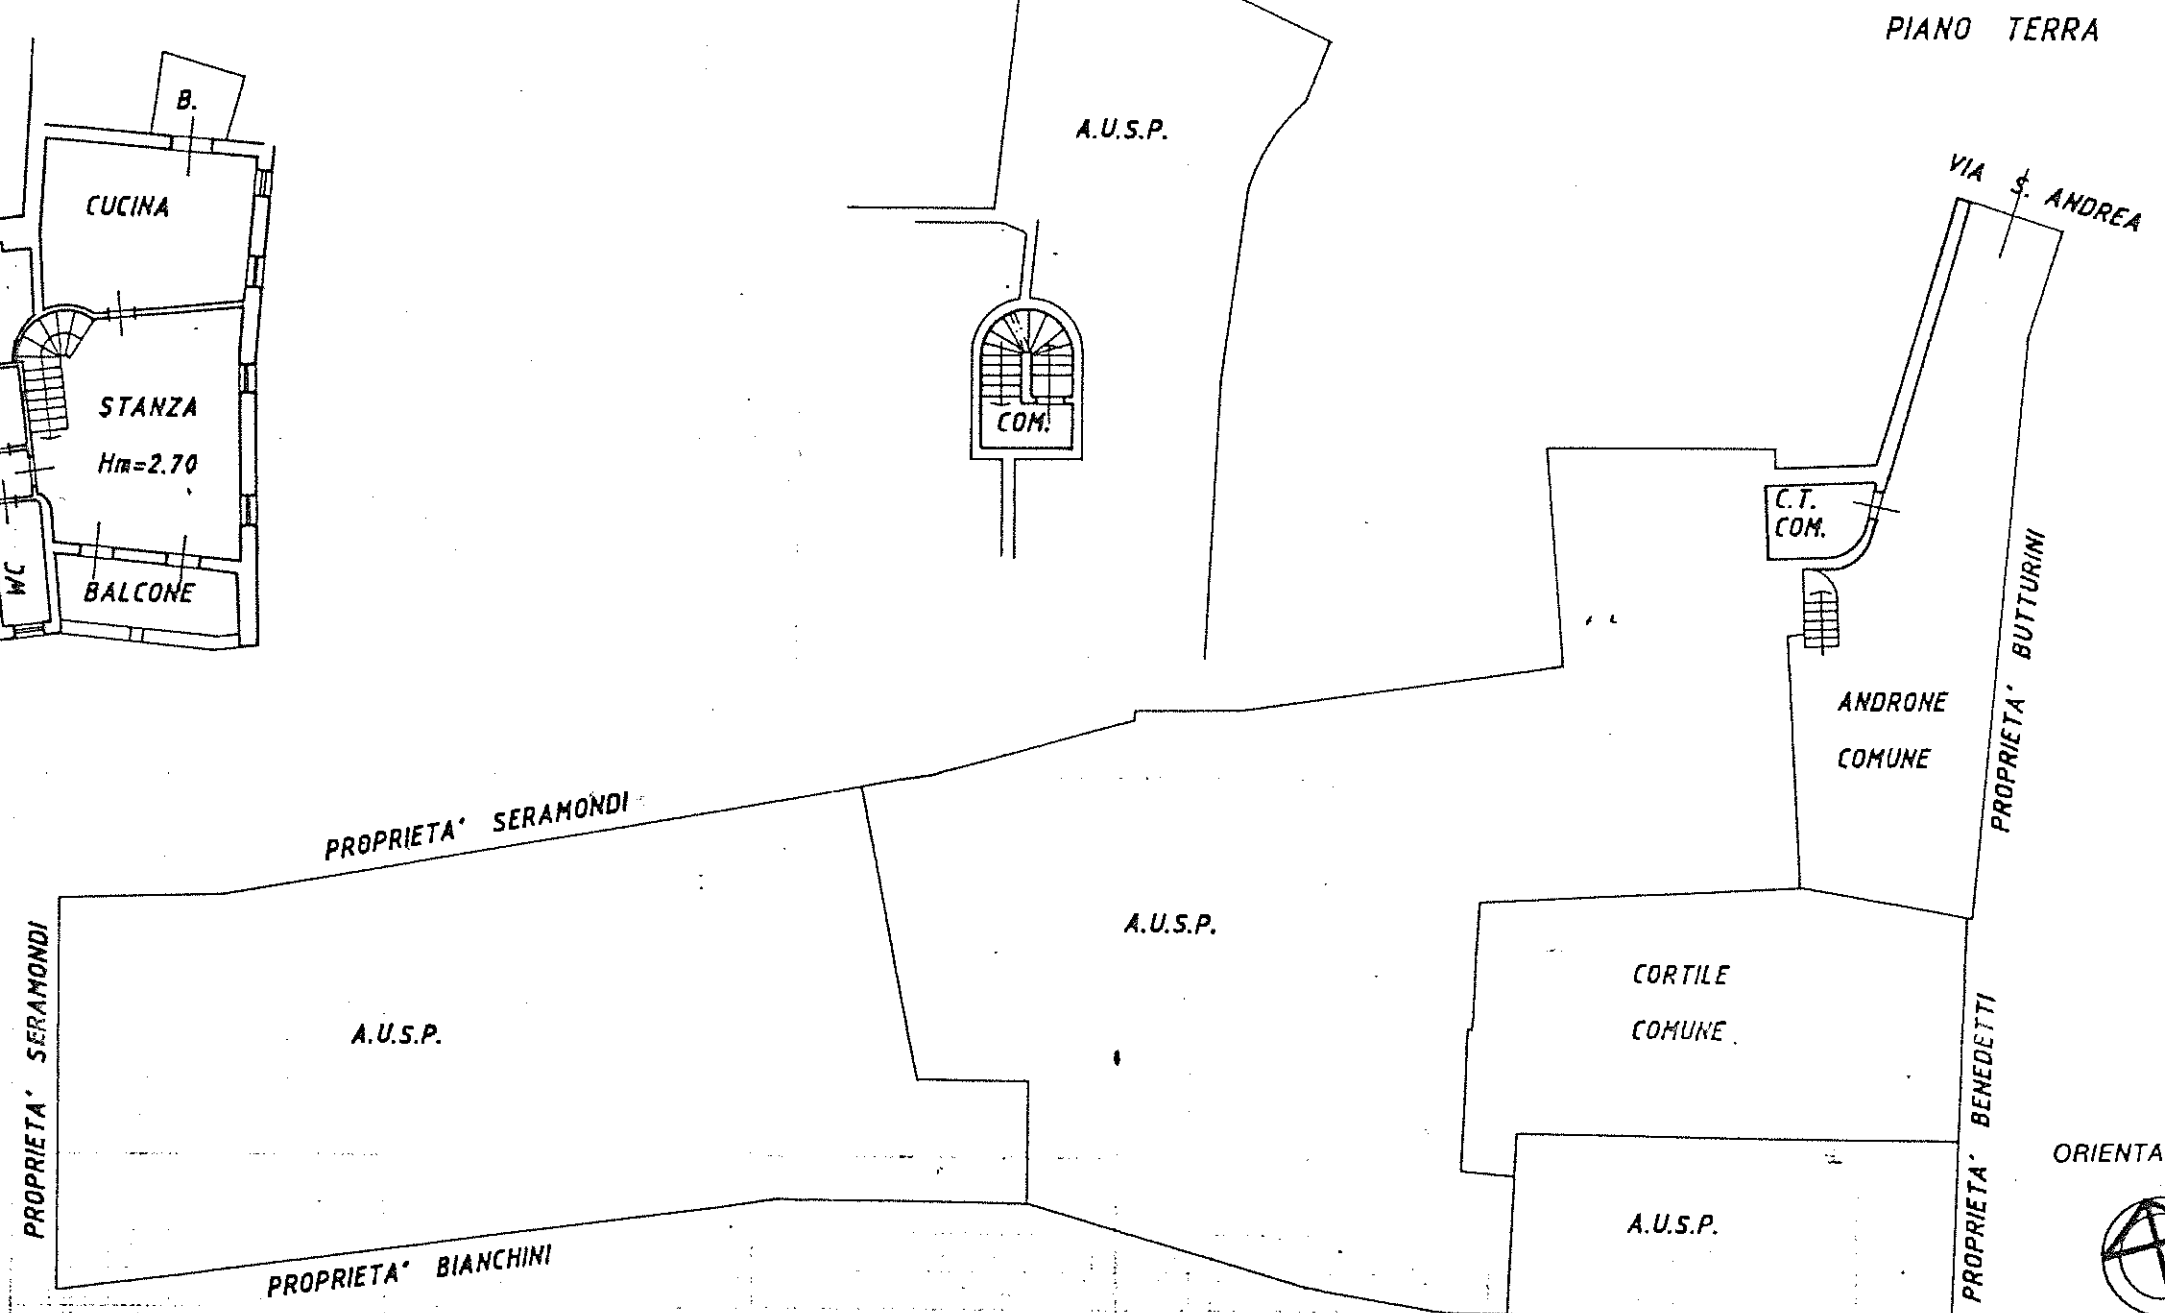 PIANO TERRA
B.
A.U.S.P.
VIA S. ANDREA
CUCINA
STANZA
Hm=2.70
COM.
C.T.
COM.
WC
BALCONE
PROPRIETA' BUTTURINI
ANDRONE
COMUNE
PROPRIETA' SERAMONDI
A.U.S.P.
CORTILE
COMUNE
PROPRIETA' SERAMONDI
A.U.S.P.
PROPRIETA' BENEDETTI
ORIENTA
A.U.S.P.
PROPRIETA' BIANCHINI